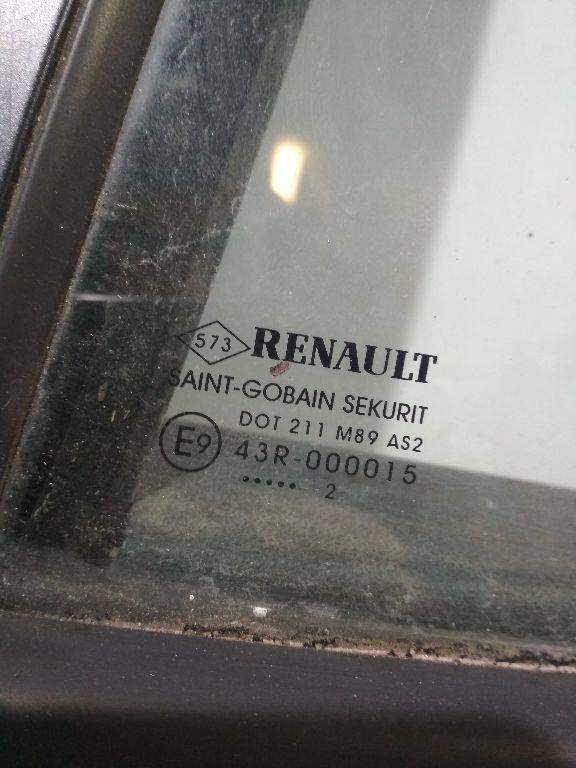 573 RENAULT
SAINT-GOBAIN SEKURIT
DOT 211 M89 AS2
E9 43R-000015
..... 2